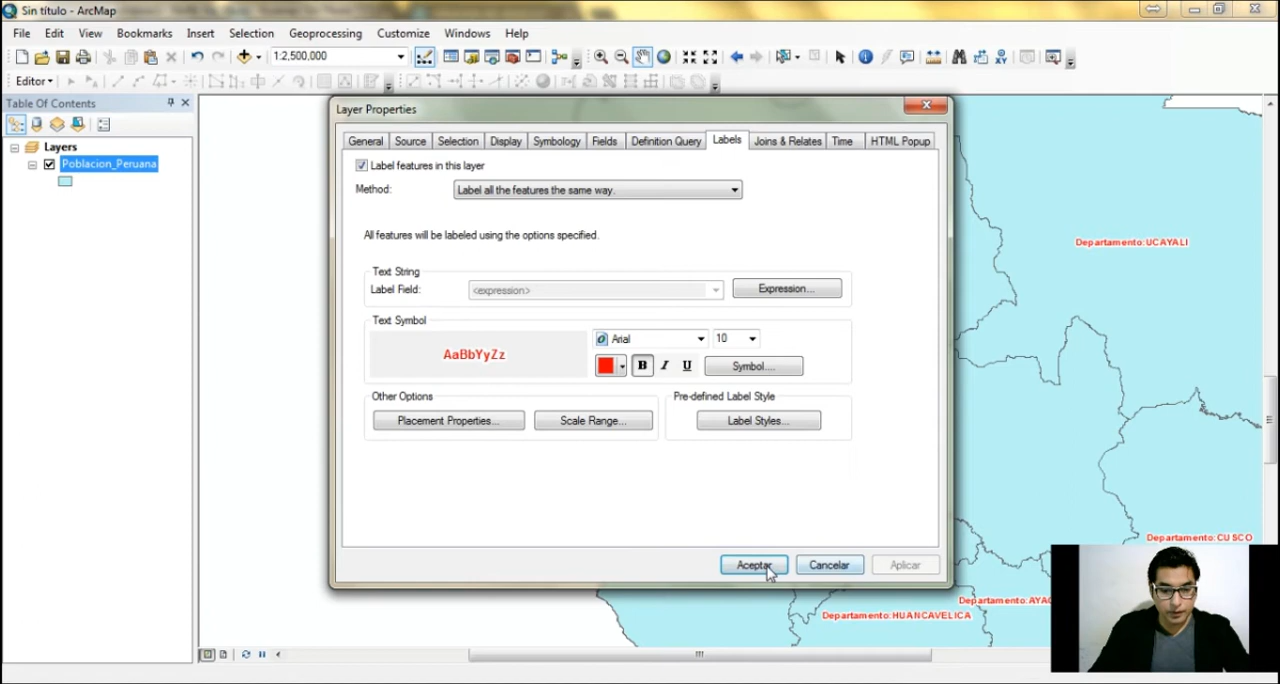 Sin título - ArcMap
File Edit View Bookmarks Insert Selection Geoprocessing Customize Windows Help
1:2,500,000
Editor
Table Of Contents
Layers
Poblacion_Peruana
Layer Properties
General Source Selection Display Symbology Fields Definition Query Labels Joins & Relates Time HTML Popup
Label features in this layer
Method: Label all the features the same way.
All features will be labeled using the options specified.
Text String
Label Field: <expression> Expression...
Text Symbol
AaBbYyZz
Arial 10
B I U Symbol...
Other Options
Placement Properties... Scale Range...
Pre-defined Label Style
Label Styles...
Aceptar Cancelar Aplicar
Departamento:UCAYALI
Departamento:CUSCO
Departamento:AYAC
Departamento:HUANCAVELICA